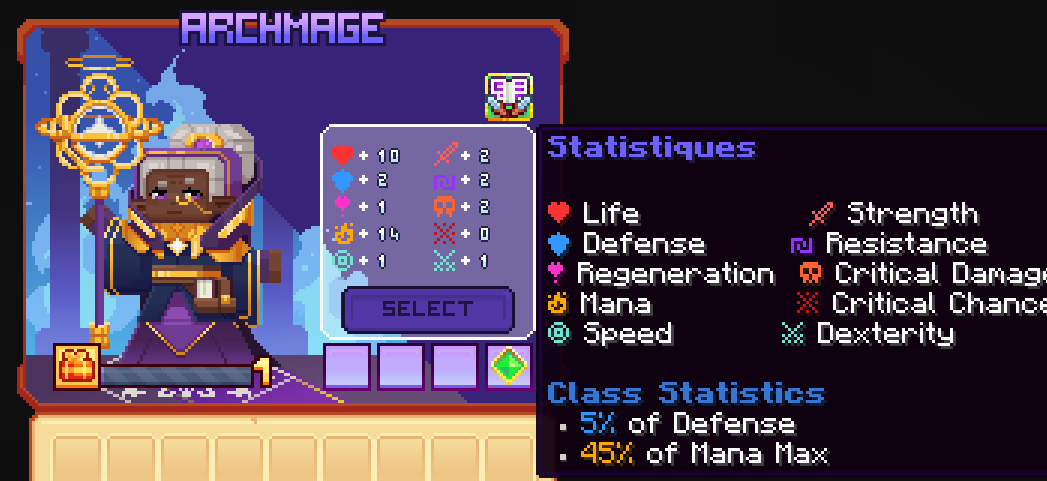 ARCHMAGE
+ 10 + 2
+ 2 + 2
+ 1 + 2
+ 14 + 0
+ 1 + 1
SELECT
1
Statistiques
Life Strength
Defense Resistance
Regeneration Critical Damage
Mana Critical Chance
Speed Dexterity
Class Statistics
• 5% of Defense
• 45% of Mana Max